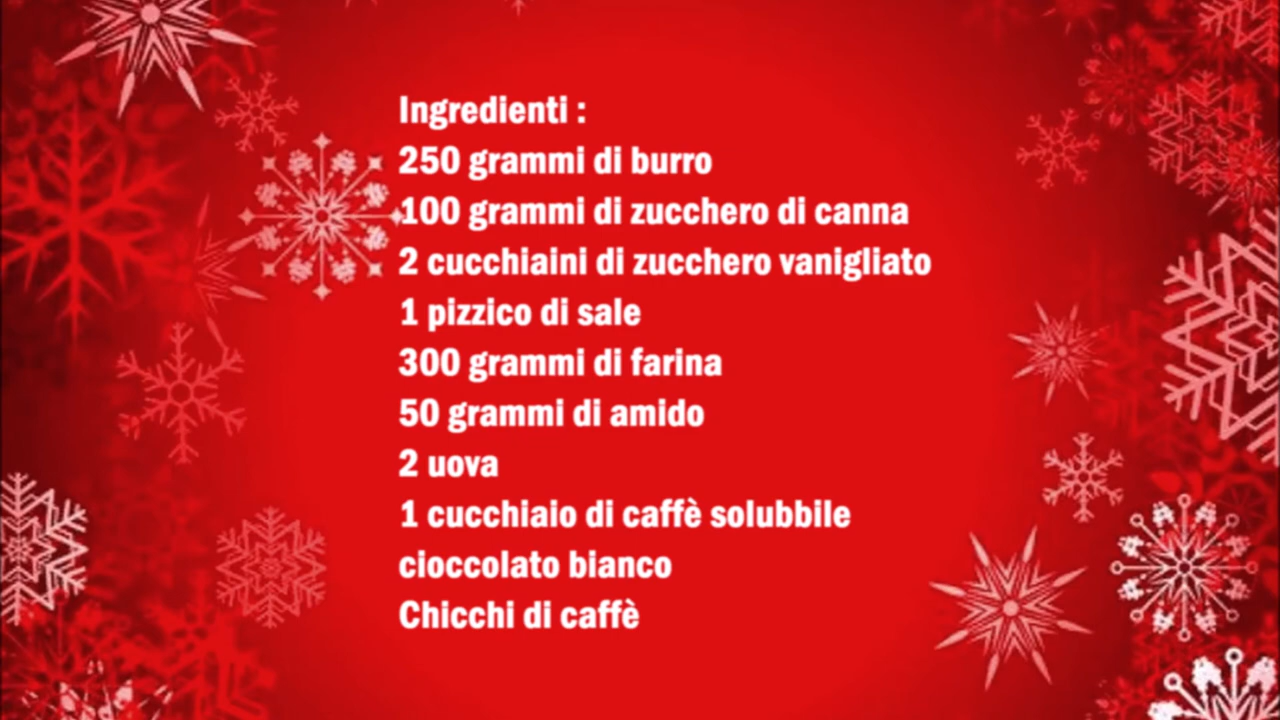 Ingredienti :
250 grammi di burro
100 grammi di zucchero di canna
2 cucchiaini di zucchero vanigliato
1 pizzico di sale
300 grammi di farina
50 grammi di amido
2 uova
1 cucchiaio di caffè solubbile
cioccolato bianco
Chicchi di caffè